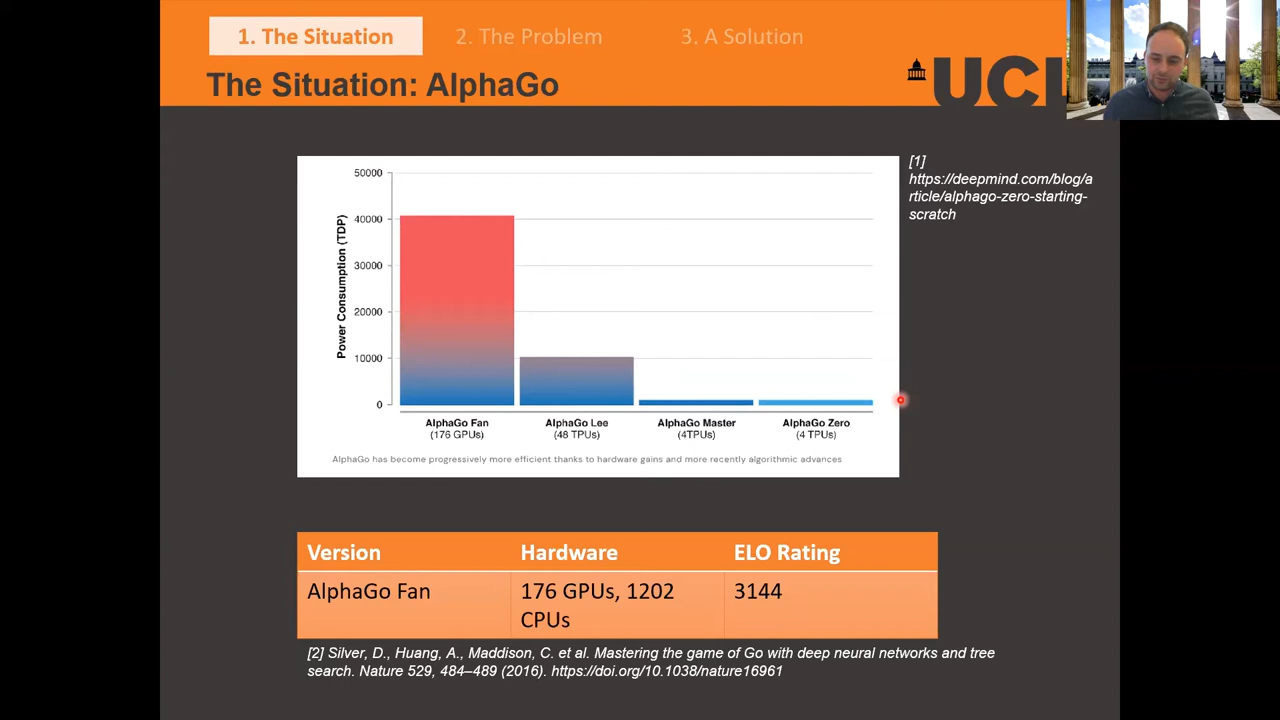 1. The Situation
2. The Problem
3. A Solution
The Situation: AlphaGo
UCL
[1]
https://deepmind.com/blog/a
rticle/alphago-zero-starting-
scratch
Power Consumption (TDP)
50000
40000
30000
20000
10000
0
AlphaGo Fan
(176 GPUs)
AlphaGo Lee
(48 TPUs)
AlphaGo Master
(4TPUs)
AlphaGo Zero
(4 TPUs)
AlphaGo has become progressively more efficient thanks to hardware gains and more recently algorithmic advances
Version
Hardware
ELO Rating
AlphaGo Fan
176 GPUs, 1202
CPUs
3144
[2] Silver, D., Huang, A., Maddison, C. et al. Mastering the game of Go with deep neural networks and tree
search. Nature 529, 484–489 (2016). https://doi.org/10.1038/nature16961